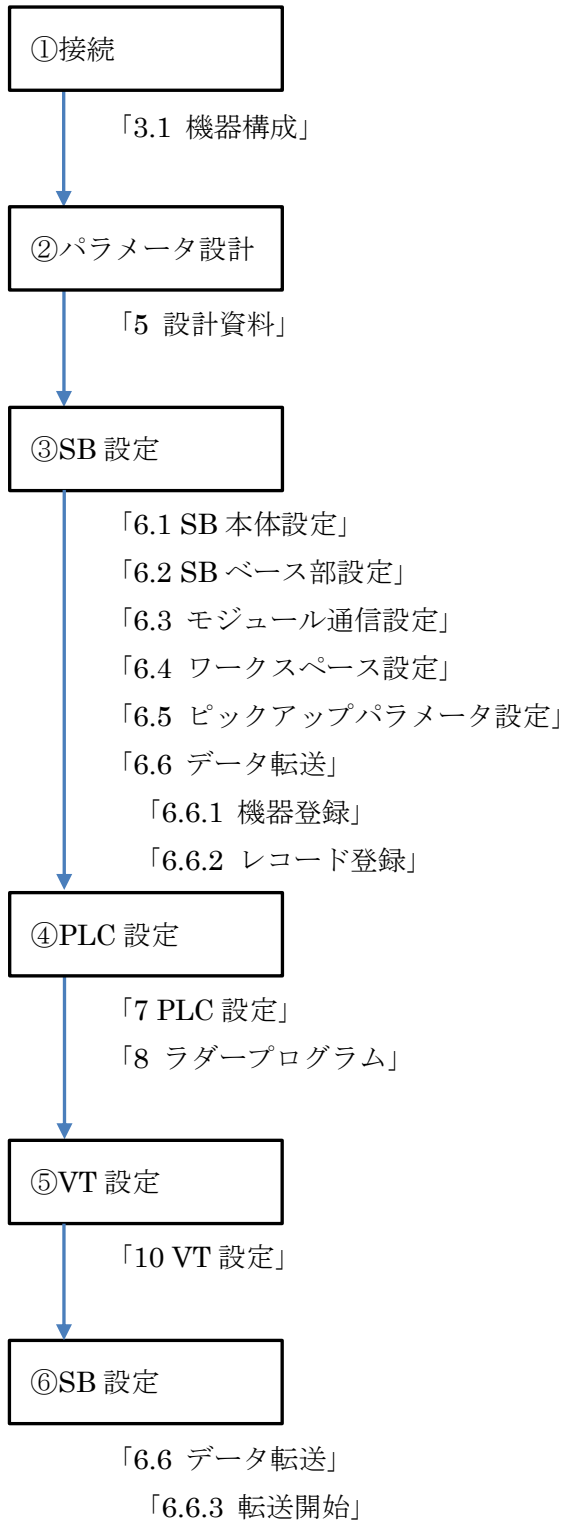 ①接続
「3.1 機器構成」
②パラメータ設計
「5 設計資料」
③SB 設定
「6.1 SB 本体設定」
「6.2 SB ベース部設定」
「6.3 モジュール通信設定」
「6.4 ワークスペース設定」
「6.5 ピックアップパラメータ設定」
「6.6 データ転送」
「6.6.1 機器登録」
「6.6.2 レコード登録」
④PLC 設定
「7 PLC 設定」
「8 ラダープログラム」
⑤VT 設定
「10 VT 設定」
⑥SB 設定
「6.6 データ転送」
「6.6.3 転送開始」